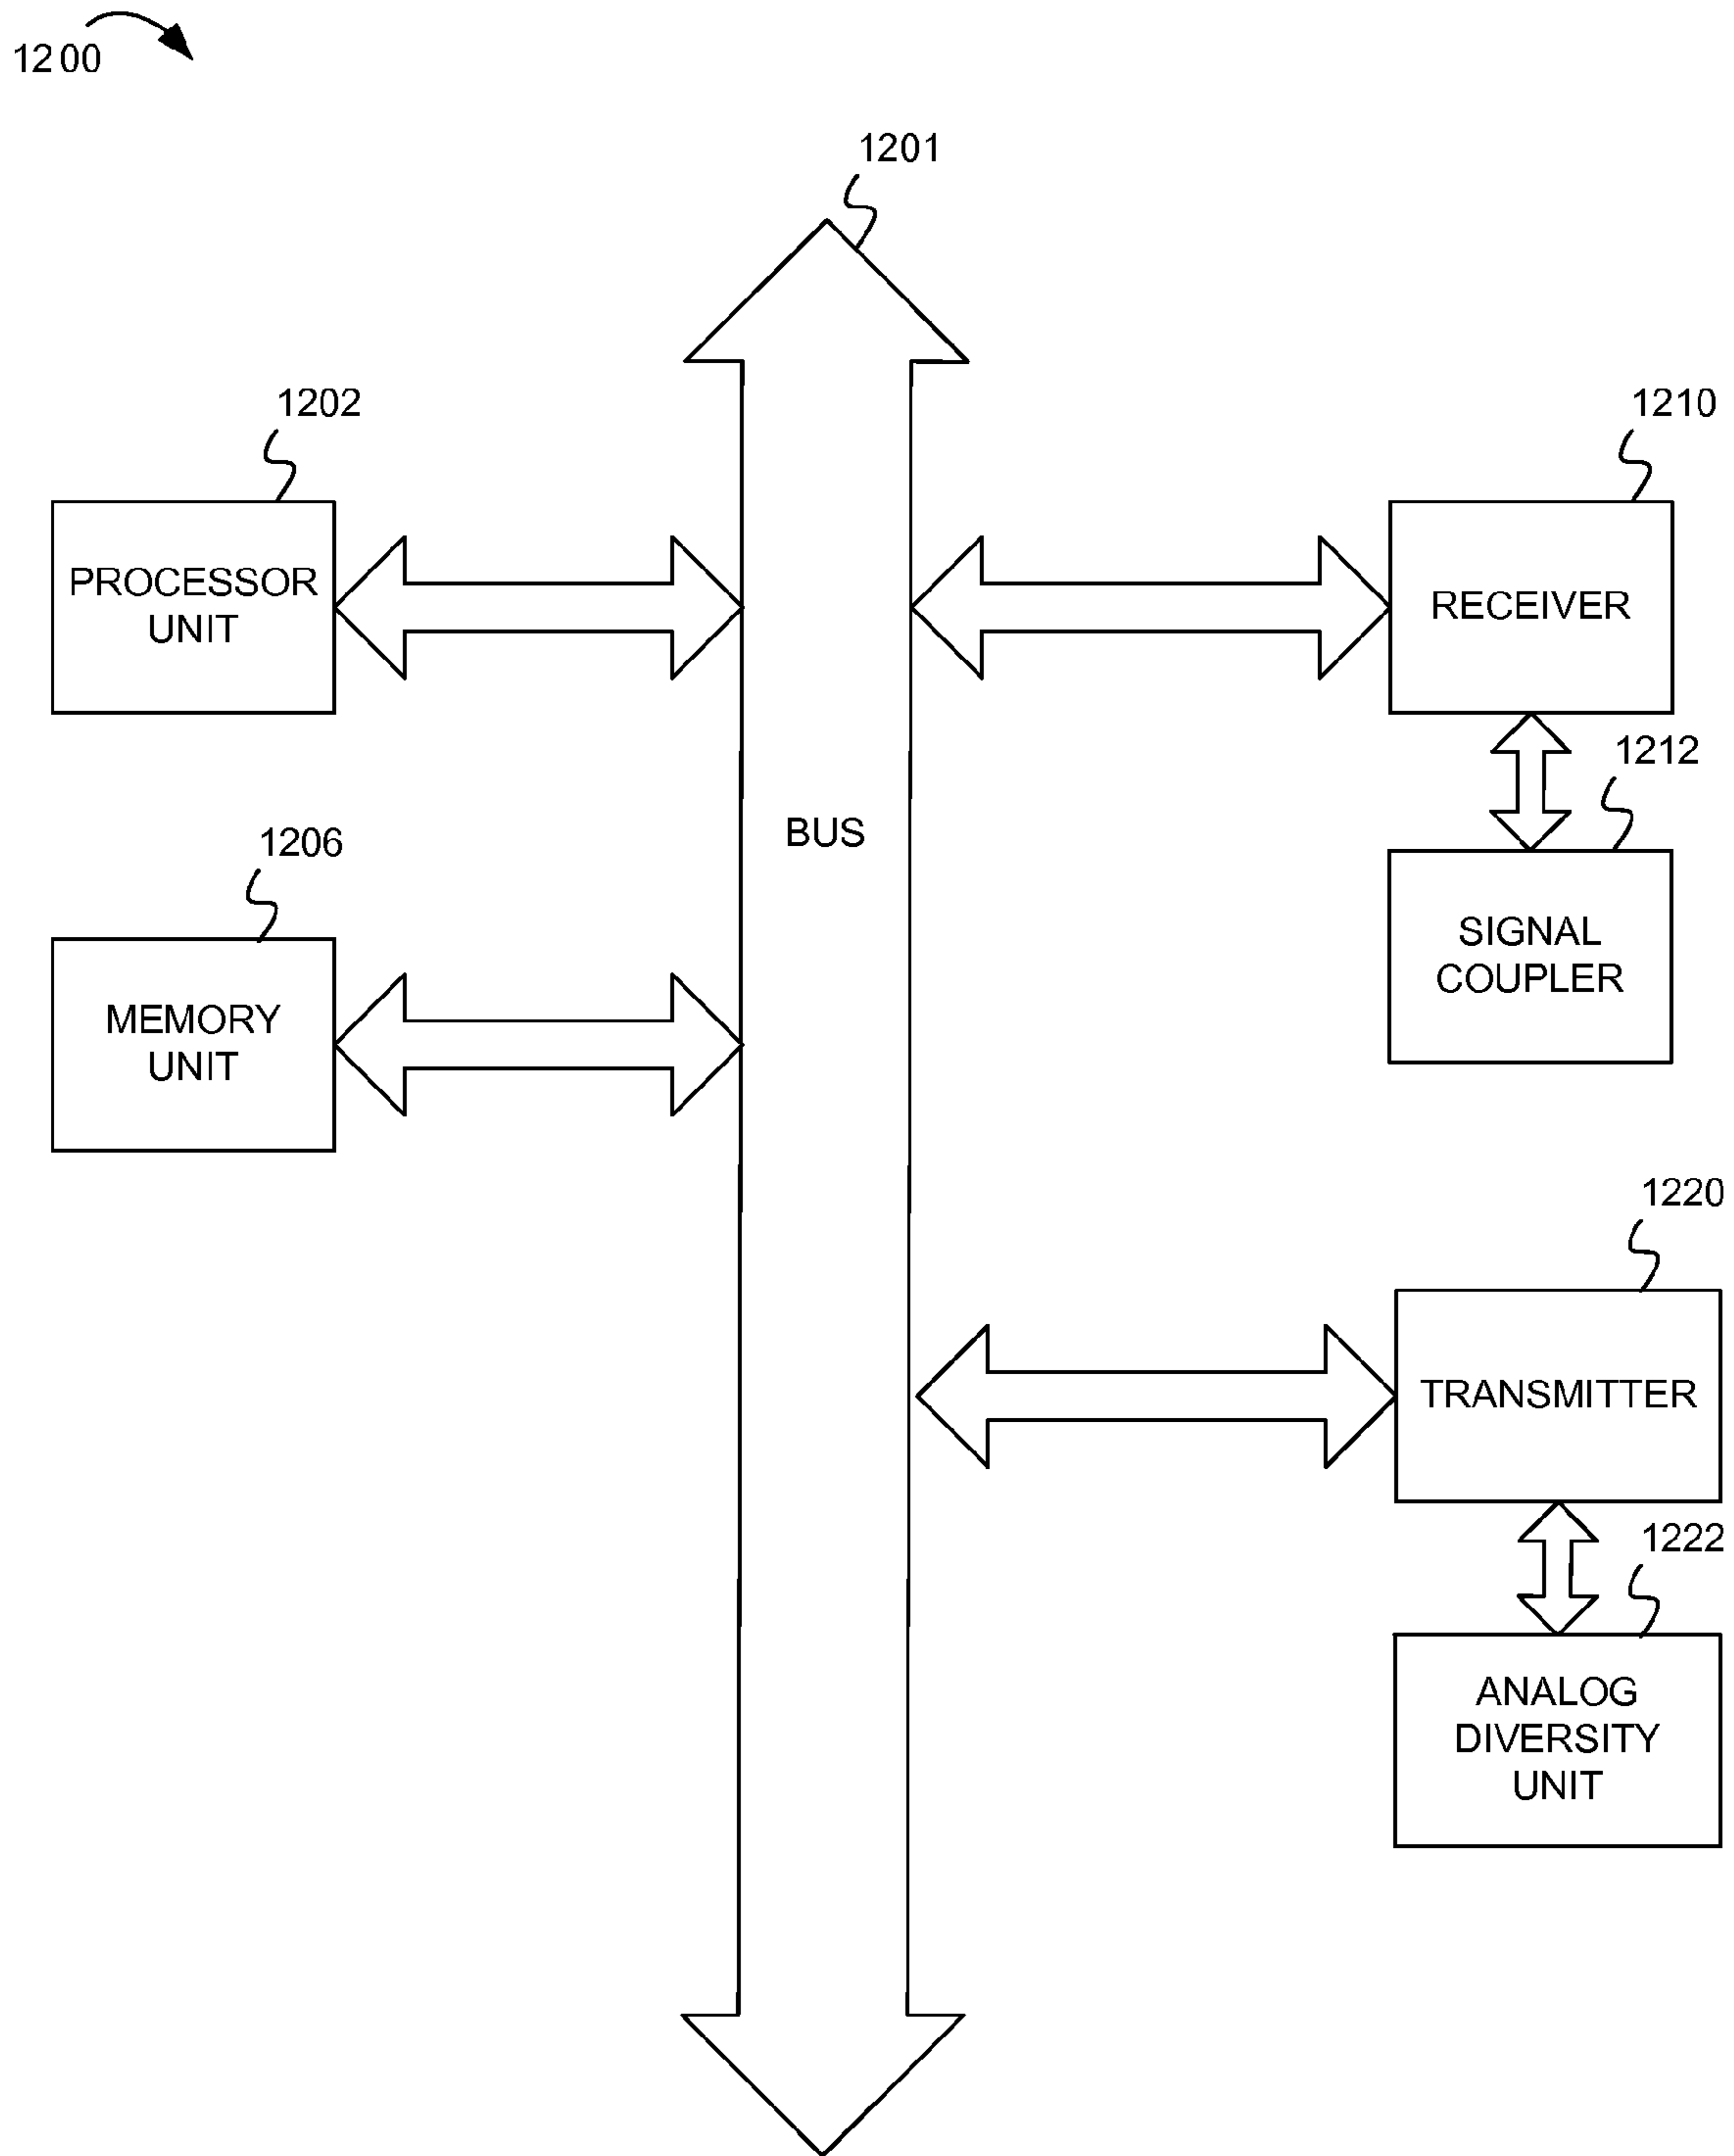 1200
1201
1202
1210
PROCESSOR
UNIT
RECEIVER
1212
BUS
1206
SIGNAL
COUPLER
MEMORY
UNIT
1220
TRANSMITTER
1222
ANALOG
DIVERSITY
UNIT